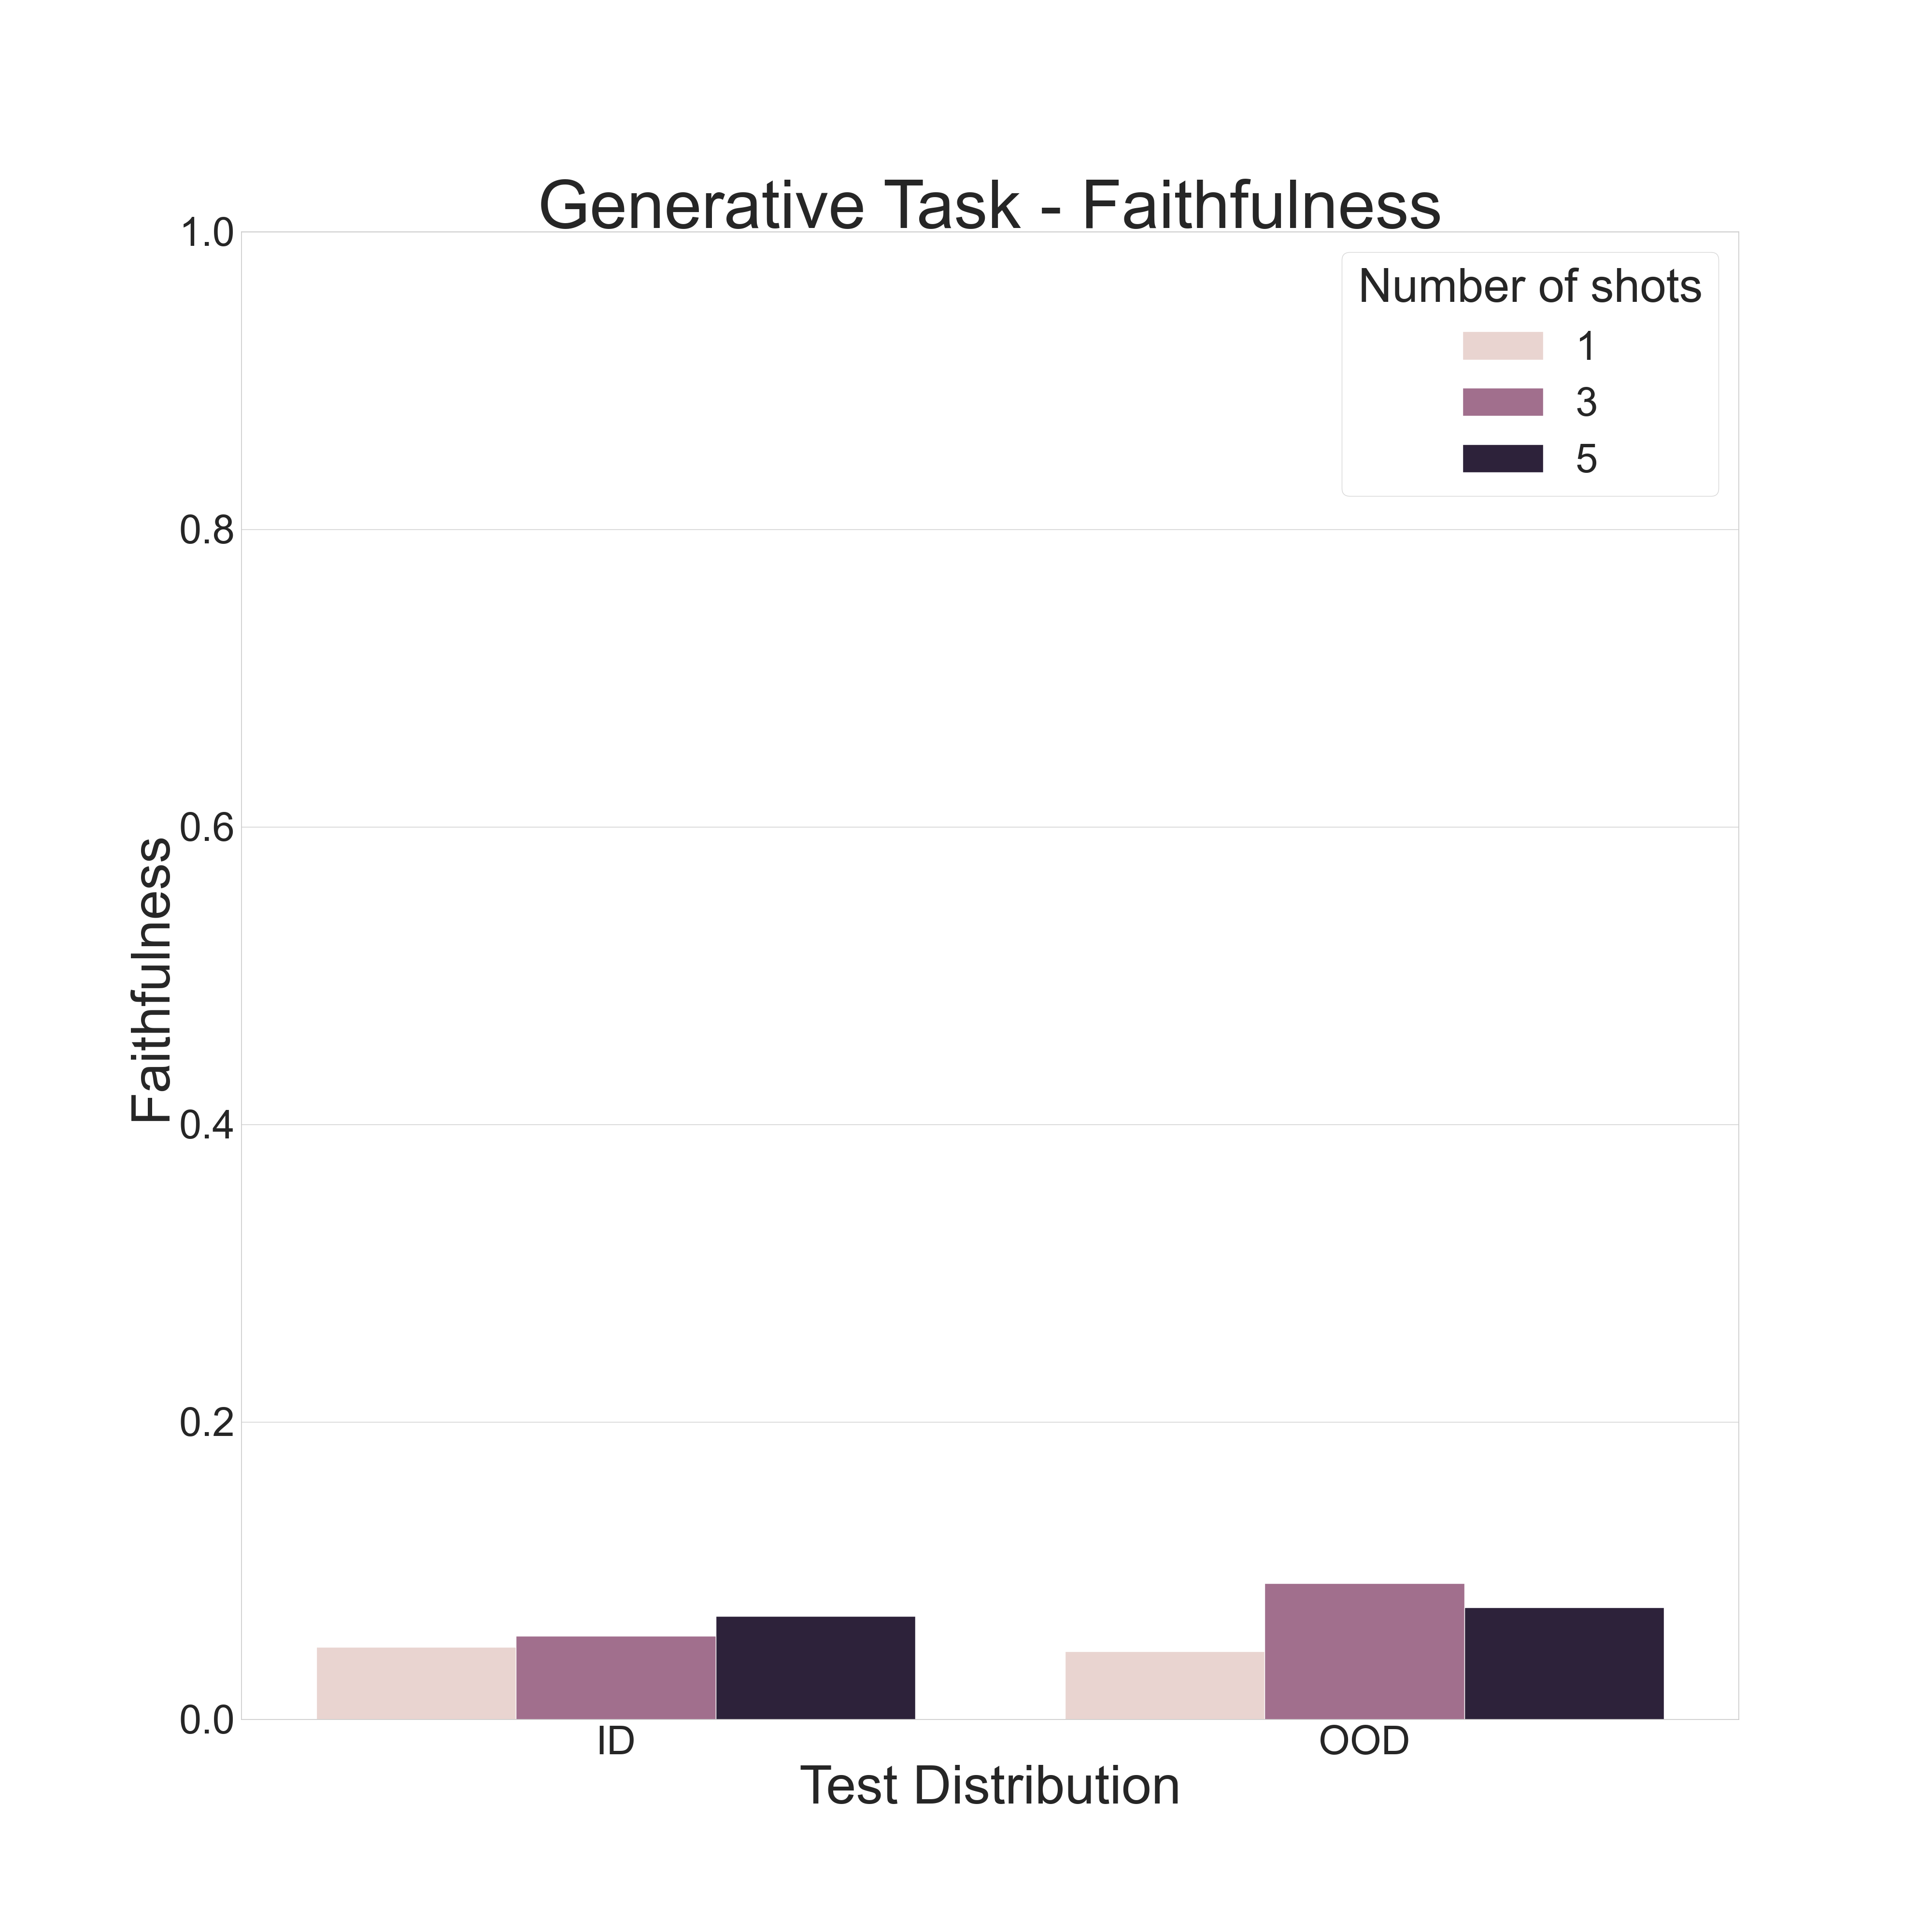 Generative Task - Faithfulness
Number of shots
1
3
5
1.0
0.8
0.6
0.4
0.2
0.0
Faithfulness
ID
OOD
Test Distribution